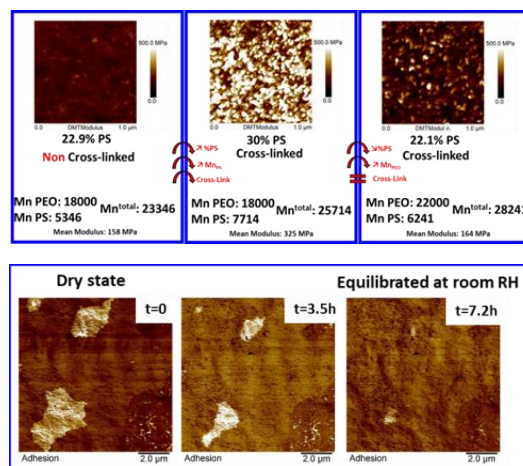 500.0 MPa
0.0
0.0 DMTModulus 1.0 µm
22.9% PS
Non Cross-linked
Mn PEO: 18000
Mn PS: 5346
Mntotal: 23346
Mean Modulus: 158 MPa
↗ %PS
↗ MnPS
Cross-Link
500.0 MPa
0.0
0.0 DMTModulus 1.0 µm
30% PS
Cross-linked
Mn PEO: 18000
Mn PS: 7714
Mntotal: 25714
Mean Modulus: 325 MPa
↘%PS
↗ MnPEO
Cross-Link
500.0 MPa
0.0
0.0 DMTModul in. 1.0 µm
22.1% PS
Cross-linked
Mn PEO: 22000
Mn PS: 6241
Mntotal: 28241
Mean Modulus: 164 MPa
Dry state
Equilibrated at room RH
t=0
t=3.5h
t=7.2h
Adhesion 2.0 µm
Adhesion 2.0 µm
Adhesion 2.0 µm